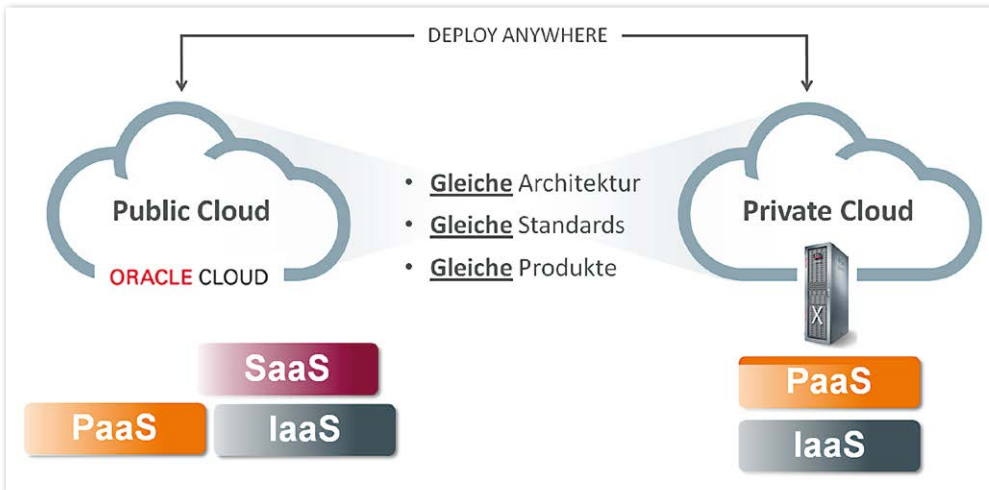 DEPLOY ANYWHERE
Public Cloud
ORACLE CLOUD
• Gleiche Architektur
• Gleiche Standards
• Gleiche Produkte
Private Cloud
X
SaaS
PaaS IaaS
PaaS
IaaS